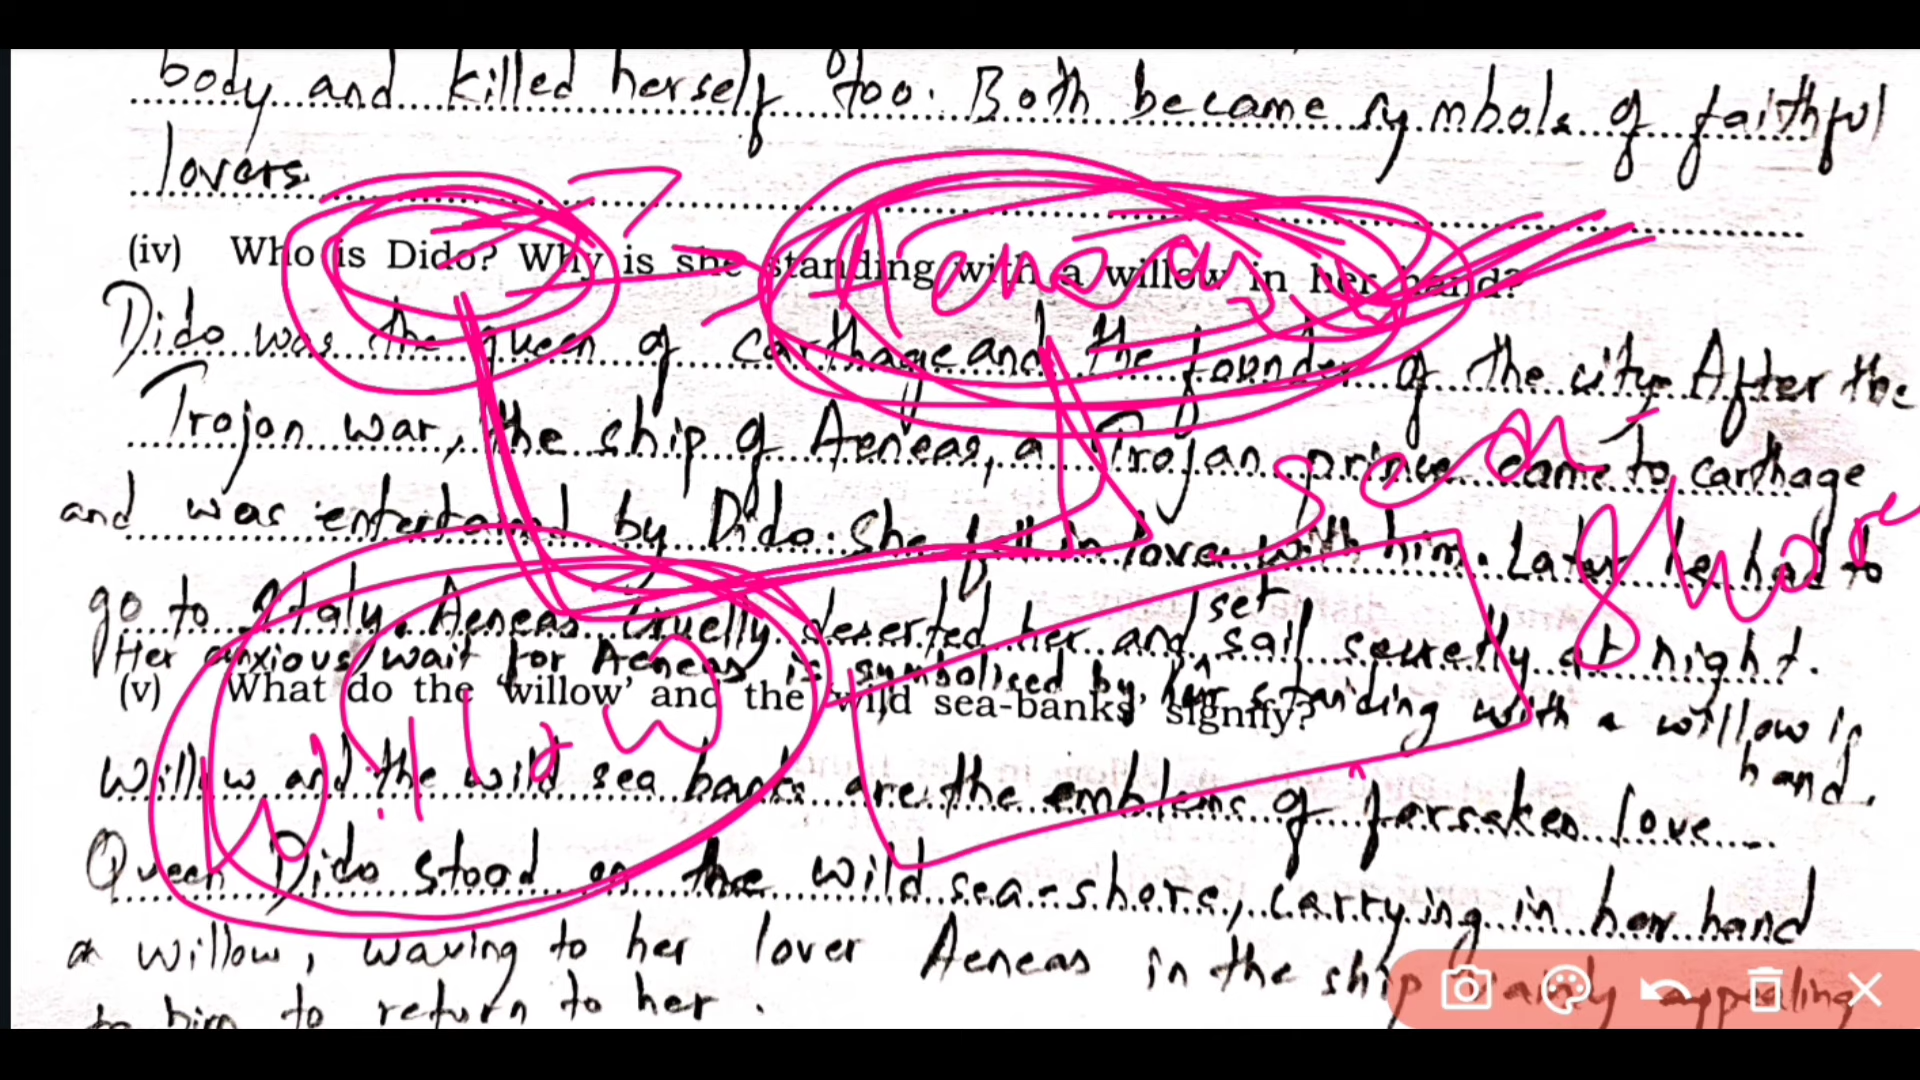 body and killed herself too. Both became symbols of faithful
lovers.
(iv) Who is Dido? Why is she standing with a willow in her hand?
Aeneas
Dido was the queen of carthage and the founder of the city. After the
Trojan war, the ship of Aeneas, a Trojan prince came to carthage
sea shore
and was entertained by Dido. She fell in love with him. Later he had to
go to Italy. Aeneas cruelly deserted her and set sail secretly at night.
Her anxious wait for Aeneas is symbolised by her standing with a willow in
hand.
(v) What do the 'willow' and the 'wild sea-banks' signify?
Willow
Willow and the wild sea banks are the emblems of forsaken love
Queen Dido stood on the wild sea-shore, carrying in her hand
a willow, waving to her lover Aeneas in the ship vainly appealing
to him to return to her.